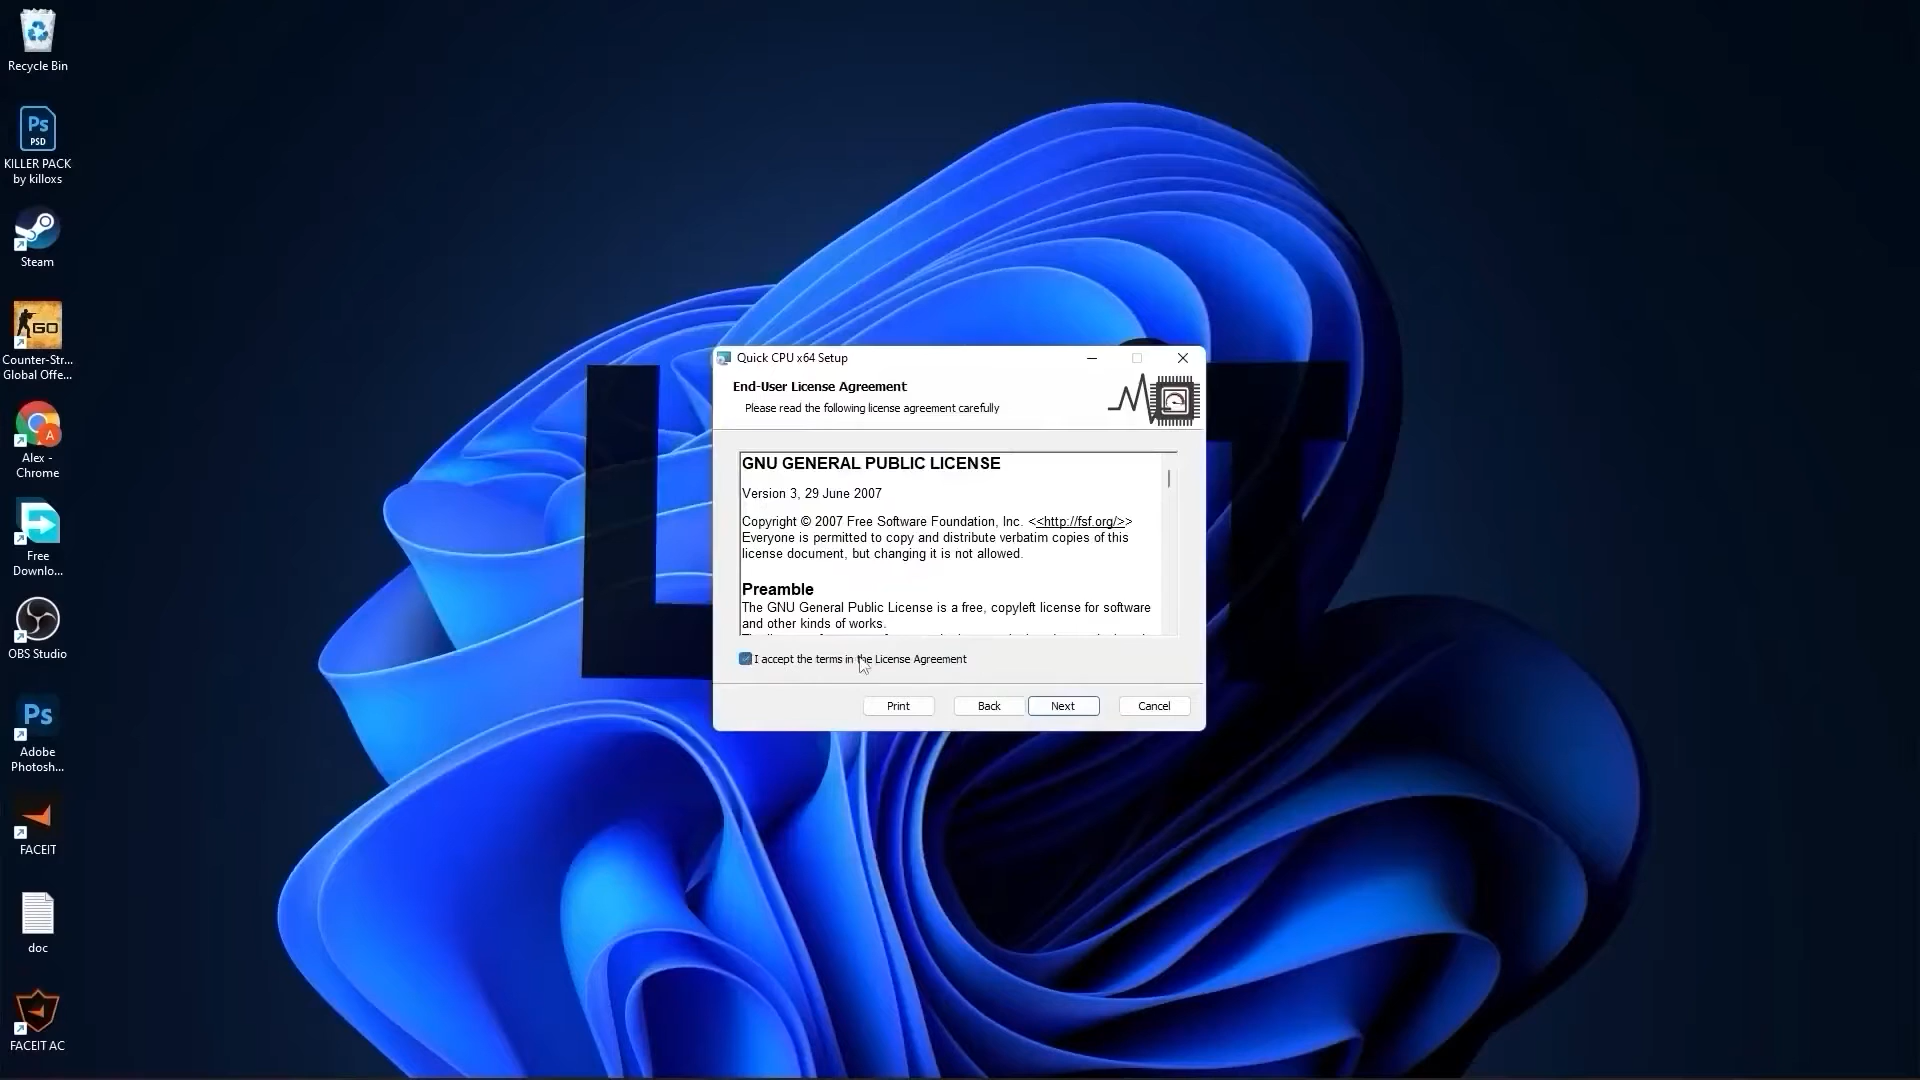 Recycle Bin
Ps
PSD
KILLER PACK
by killoxs
Steam
GO
Counter-Str...
Global Offe...
A
Alex -
Chrome
Free
Downlo...
OBS Studio
Ps
Adobe
Photosh...
FACEIT
doc
FACEIT AC
L
T
Quick CPU x64 Setup
End-User License Agreement
Please read the following license agreement carefully
GNU GENERAL PUBLIC LICENSE
Version 3, 29 June 2007
Copyright © 2007 Free Software Foundation, Inc. <<http://fsf.org/>>
Everyone is permitted to copy and distribute verbatim copies of this
license document, but changing it is not allowed.
Preamble
The GNU General Public License is a free, copyleft license for software
and other kinds of works.
I accept the terms in the License Agreement
Print
Back
Next
Cancel